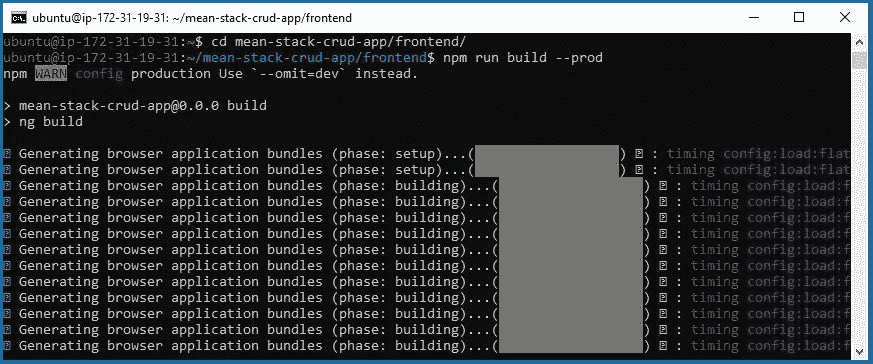 ubuntu@ip-172-31-19-31: ~/mean-stack-crud-app/frontend
ubuntu@ip-172-31-19-31:~$ cd mean-stack-crud-app/frontend/
ubuntu@ip-172-31-19-31:~/mean-stack-crud-app/frontend$ npm run build --prod
npm WARN config production Use `--omit=dev` instead.
> mean-stack-crud-app@0.0.0 build
> ng build
Generating browser application bundles (phase: setup)...( ) : timing config:load:flat
Generating browser application bundles (phase: setup)...( ) : timing config:load:flat
Generating browser application bundles (phase: building)...( ) : timing config:load:f
Generating browser application bundles (phase: building)...( ) : timing config:load:f
Generating browser application bundles (phase: building)...( ) : timing config:load:f
Generating browser application bundles (phase: building)...( ) : timing config:load:f
Generating browser application bundles (phase: building)...( ) : timing config:load:f
Generating browser application bundles (phase: building)...( ) : timing config:load:f
Generating browser application bundles (phase: building)...( ) : timing config:load:f
Generating browser application bundles (phase: building)...( ) : timing config:load:f
Generating browser application bundles (phase: building)...( ) : timing config:load:f
Generating browser application bundles (phase: building)...( ) : timing config:load:f
Generating browser application bundles (phase: building)...( ) : timing config:load:f